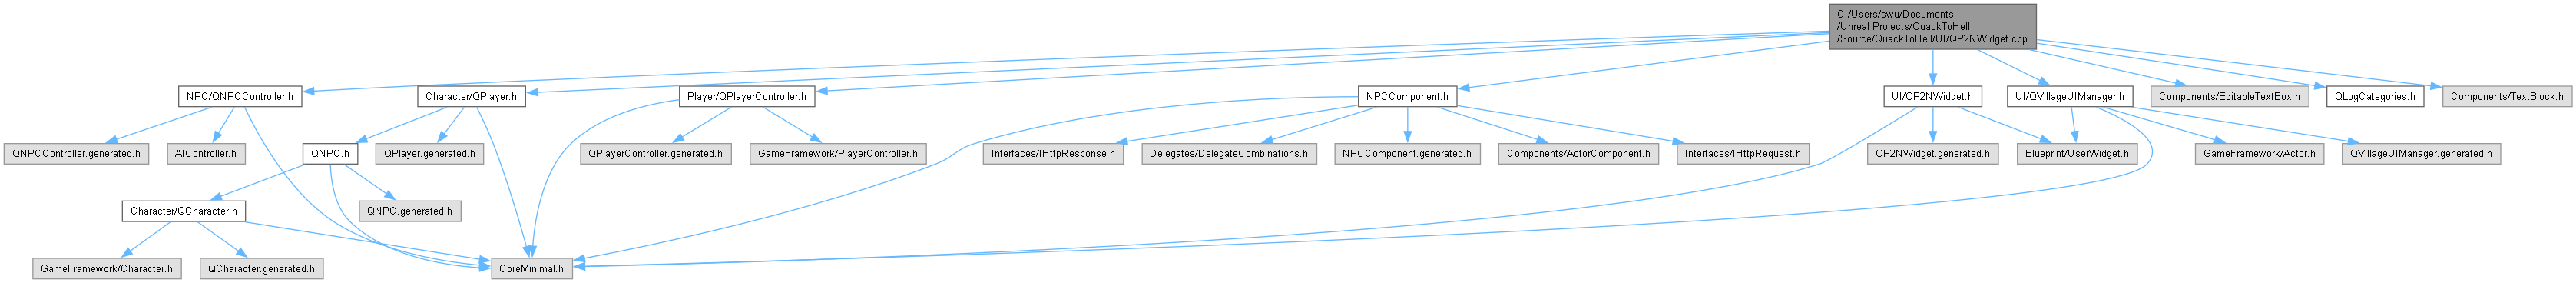 C:/Users/swu/Documents
/Unreal Projects/QuackToHell
/Source/QuackToHell/UI/QP2NWidget.cpp
NPC/QNPCController.h
Character/QPlayer.h
Player/QPlayerController.h
NPCComponent.h
UI/QP2NWidget.h
UI/QVillageUIManager.h
Components/EditableTextBox.h
QLogCategories.h
Components/TextBlock.h
QNPCController.generated.h
AIController.h
QNPC.h
QPlayer.generated.h
QPlayerController.generated.h
GameFramework/PlayerController.h
Interfaces/IHttpResponse.h
Delegates/DelegateCombinations.h
NPCComponent.generated.h
Components/ActorComponent.h
Interfaces/IHttpRequest.h
QP2NWidget.generated.h
Blueprint/UserWidget.h
GameFramework/Actor.h
QVillageUIManager.generated.h
Character/QCharacter.h
QNPC.generated.h
GameFramework/Character.h
QCharacter.generated.h
CoreMinimal.h